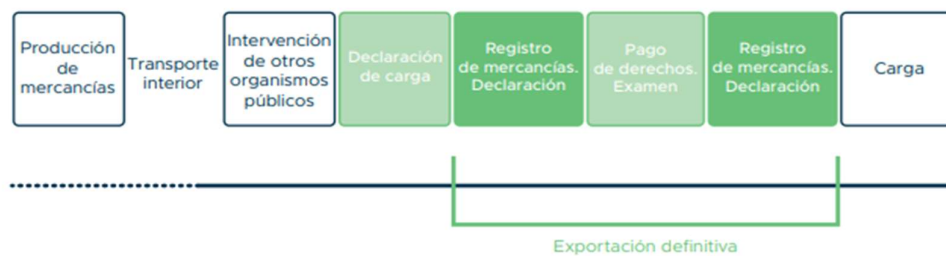 Producción
de
mercancías
Transporte
interior
Intervención
de otros
organismos
públicos
Declaración
de carga
Registro
de mercancías.
Declaración
Pago
de derechos.
Examen
Registro
de mercancías.
Declaración
Carga
Exportación definitiva